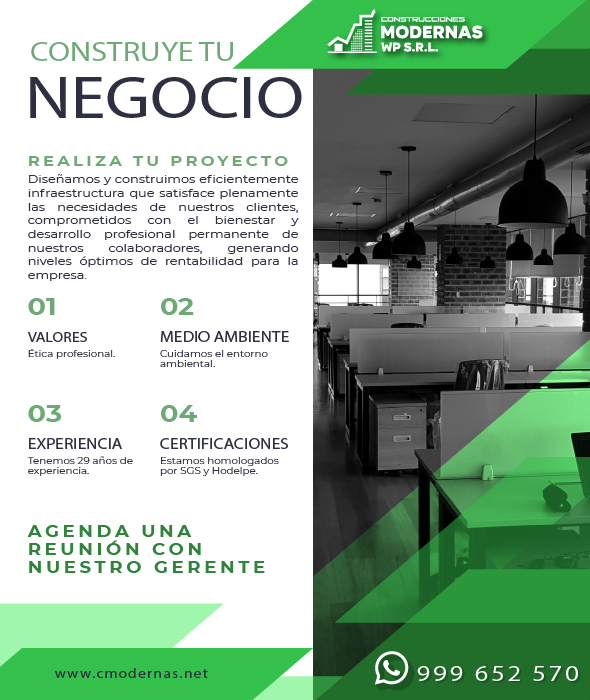 CONSTRUCCIONES
MODERNAS
WP S.R.L.
CONSTRUYE TU
NEGOCIO
REALIZA TU PROYECTO
Diseñamos y construimos eficientemente
infraestructura que satisface plenamente
las necesidades de nuestros clientes,
comprometidos con el bienestar y
desarrollo profesional permanente de
nuestros colaboradores, generando
niveles óptimos de rentabilidad para la
empresa.
01
VALORES
Ética profesional.
02
MEDIO AMBIENTE
Cuidamos el entorno
ambiental.
03
EXPERIENCIA
Tenemos 29 años de
experiencia.
04
CERTIFICACIONES
Estamos homologados
por SGS y Hodelpe.
AGENDA UNA
REUNIÓN CON
NUESTRO GERENTE
www.cmodernas.net
999 652 570